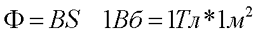 Ф = BS   1Вб = 1Тл*1м²